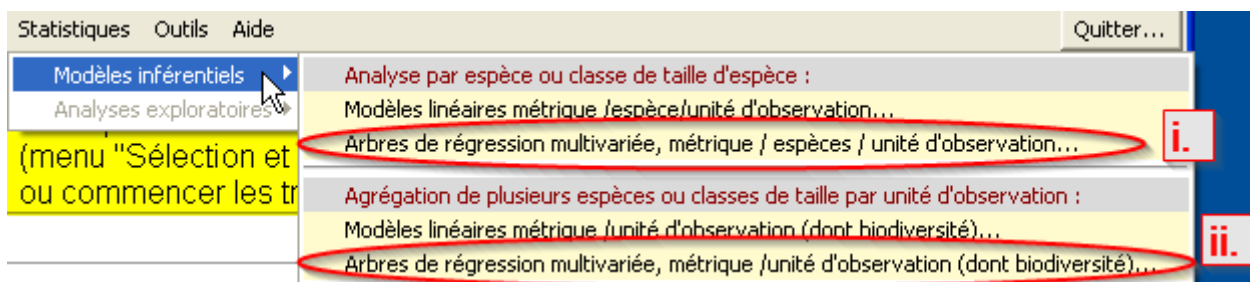 Statistiques Outils Aide Quitter...
Modèles inférentiels
Analyses exploratoires
(menu "Sélection et
ou commencer les tr
Analyse par espèce ou classe de taille d'espèce :
Modèles linéaires métrique /espèce/unité d'observation...
Arbres de régression multivariée, métrique / espèces / unité d'observation...
i.
Agrégation de plusieurs espèces ou classes de taille par unité d'observation :
Modèles linéaires métrique /unité d'observation (dont biodiversité)...
Arbres de régression multivariée, métrique /unité d'observation (dont biodiversité)...
ii.